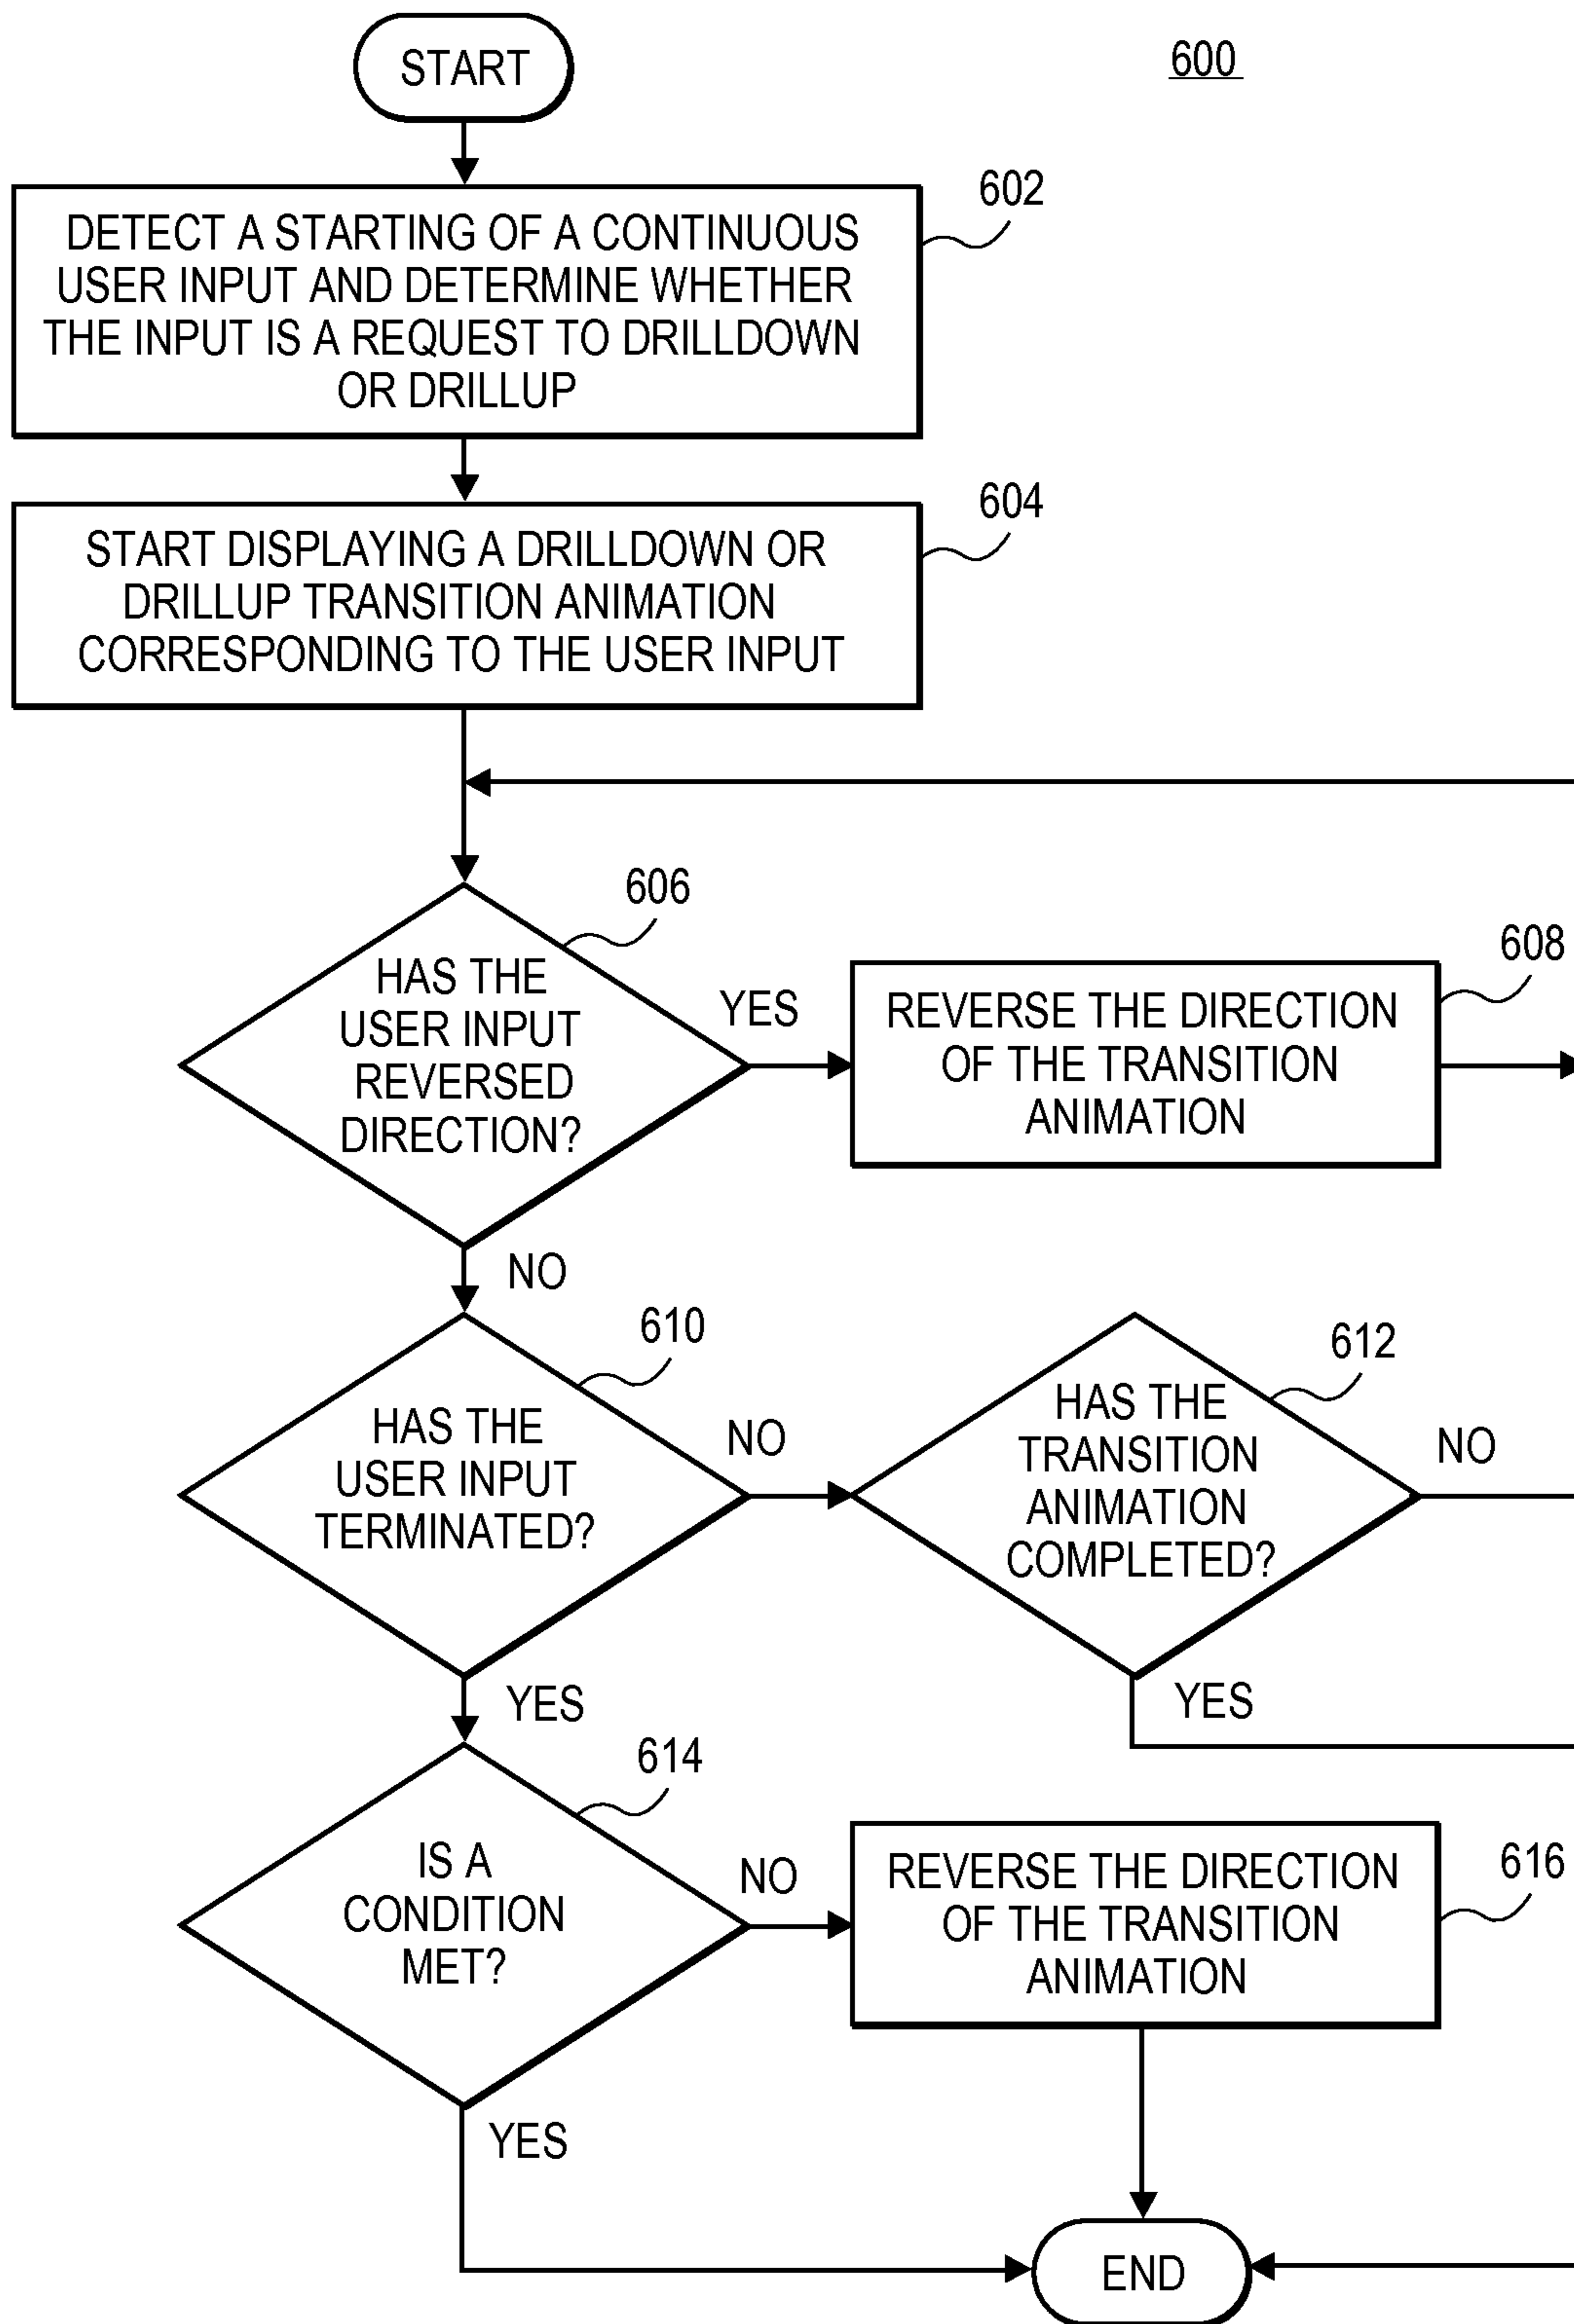 START
600
602
DETECT A STARTING OF A CONTINUOUS
USER INPUT AND DETERMINE WHETHER
THE INPUT IS A REQUEST TO DRILLDOWN
OR DRILLUP
604
START DISPLAYING A DRILLDOWN OR
DRILLUP TRANSITION ANIMATION
CORRESPONDING TO THE USER INPUT
606
HAS THE
USER INPUT
REVERSED
DIRECTION?
YES
608
REVERSE THE DIRECTION
OF THE TRANSITION
ANIMATION
NO
610
HAS THE
USER INPUT
TERMINATED?
NO
612
HAS THE
TRANSITION
ANIMATION
COMPLETED?
NO
YES
YES
614
IS A
CONDITION
MET?
NO
616
REVERSE THE DIRECTION
OF THE TRANSITION
ANIMATION
YES
END